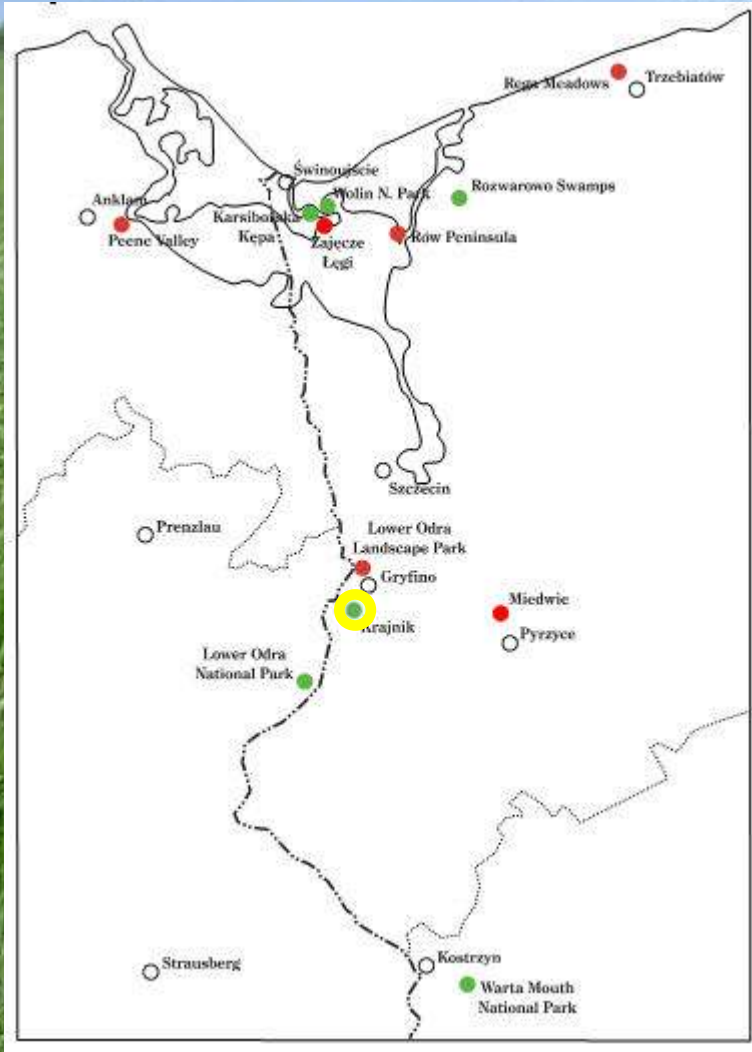 Rega Meadows
Trzebiatów
Świnoujście
Wolin N. Park
Rozwarowo Swamps
Anklam
Karsiborska
Kępa
Peene Valley
Zajęcze
Łęgi
Rów Peninsula
Szczecin
Prenzlau
Lower Odra
Landscape Park
Gryfino
Miedwie
Krajnik
Pyrzyce
Lower Odra
National Park
Kostrzyn
Strausberg
Warta Mouth
National Park